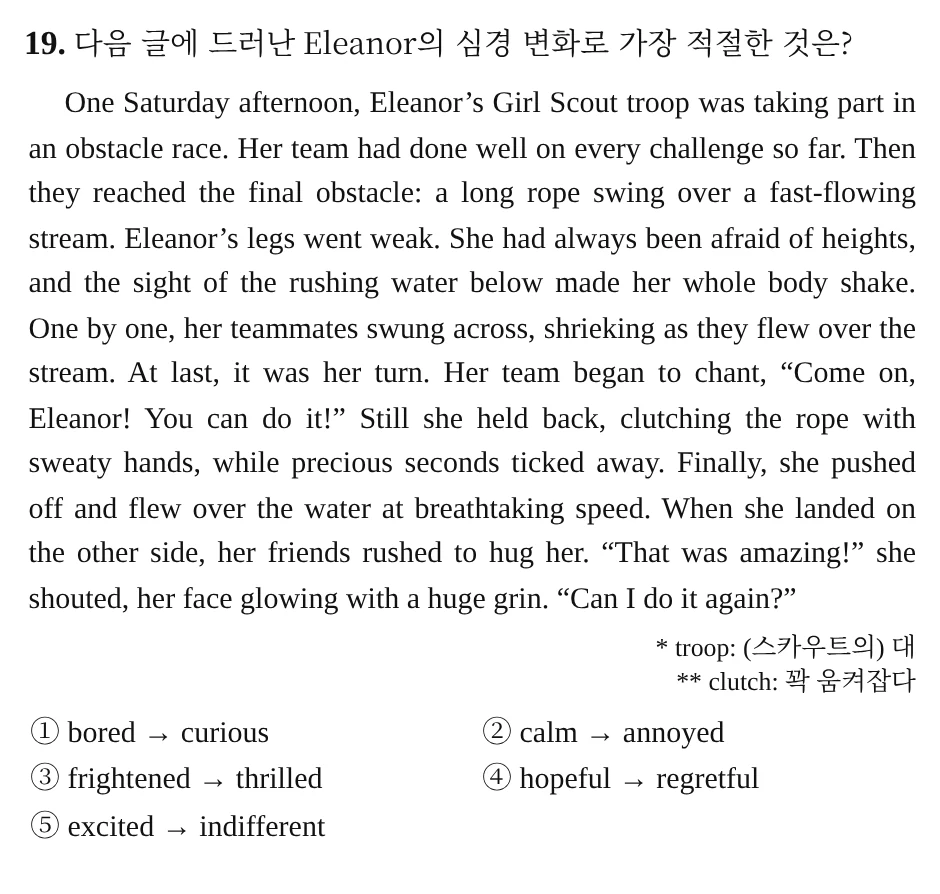 19. 다음 글에 드러난 Eleanor의 심경 변화로 가장 적절한 것은?
One Saturday afternoon, Eleanor’s Girl Scout troop was taking part in
an obstacle race. Her team had done well on every challenge so far. Then
they reached the final obstacle: a long rope swing over a fast-flowing
stream. Eleanor’s legs went weak. She had always been afraid of heights,
and the sight of the rushing water below made her whole body shake.
One by one, her teammates swung across, shrieking as they flew over the
stream. At last, it was her turn. Her team began to chant, “Come on,
Eleanor! You can do it!” Still she held back, clutching the rope with
sweaty hands, while precious seconds ticked away. Finally, she pushed
off and flew over the water at breathtaking speed. When she landed on
the other side, her friends rushed to hug her. “That was amazing!” she
shouted, her face glowing with a huge grin. “Can I do it again?”
* troop: (스카우트의) 대
** clutch: 꽉 움켜잡다
① bored → curious ② calm → annoyed
③ frightened → thrilled ④ hopeful → regretful
⑤ excited → indifferent